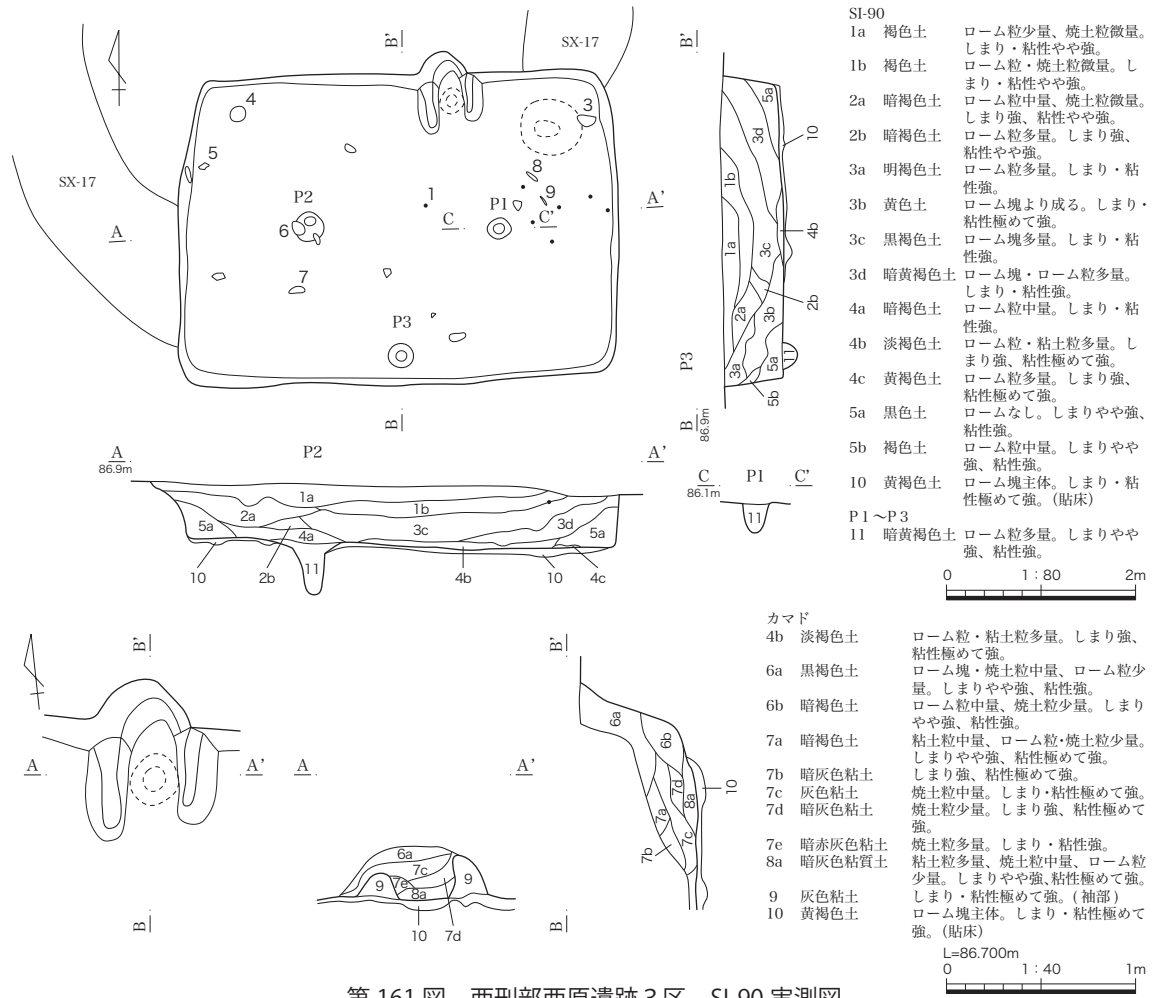 B'
SX-17
4
3
5
8
SX-17
P2
1
9
P1
A'
C
C'
A
6
7
P3
B
B'
5a
3d
10
1b
1a
3c
4b
2b
2a
3b
3a
5a
11
5b
P3
B
86.9m
A
86.9m
P2
A'
1a
1b
2a
5a
3c
3d
5a
4a
10
2b
11
4b
10
4c
C
P1
C'
86.1m
11
SI-90
1a 褐色土 ローム粒少量、焼土粒微量。
しまり・粘性やや強。
1b 褐色土 ローム粒・焼土粒微量。し
まり・粘性やや強。
2a 暗褐色土 ローム粒中量、焼土粒微量。
しまり強、粘性やや強。
2b 暗褐色土 ローム粒多量。しまり強、
粘性やや強。
3a 明褐色土 ローム粒多量。しまり・粘
性強。
3b 黄色土 ローム塊より成る。しまり・
粘性極めて強。
3c 黒褐色土 ローム塊多量。しまり・粘
性強。
3d 暗黄褐色土 ローム塊・ローム粒多量。
しまり・粘性強。
4a 暗褐色土 ローム粒中量。しまり・粘
性強。
4b 淡褐色土 ローム粒・粘土粒多量。し
まり強、粘性極めて強。
4c 黄褐色土 ローム粒多量。しまり強、
粘性極めて強。
5a 黒色土 ロームなし。しまりやや強、
粘性強。
5b 褐色土 ローム粒中量。しまりやや
強、粘性強。
10 黄褐色土 ローム塊主体。しまり・粘
性極めて強。(貼床)
P1〜P3
11 暗黄褐色土 ローム粒多量。しまりやや
強、粘性強。
0 1:80 2m
B'
A
A'
B
A
A'
6a
7c
7e
9
9
8a
10
7d
B'
6a
6b
7d
8a
10
7a
7c
7b
B
カマド
4b 淡褐色土 ローム粒・粘土粒多量。しまり強、
粘性極めて強。
6a 黒褐色土 ローム塊・焼土粒中量、ローム粒少
量。しまりやや強、粘性強。
6b 暗褐色土 ローム粒中量、焼土粒少量。しまり
やや強、粘性強。
7a 暗褐色土 粘土粒中量、ローム粒・焼土粒少量。
しまりやや強、粘性極めて強。
7b 暗灰色粘土 しまり強、粘性極めて強。
7c 灰色粘土 焼土粒中量。しまり・粘性極めて強。
7d 暗灰色粘土 焼土粒少量。しまり強、粘性極めて
強。
7e 暗赤灰色粘土 焼土粒多量。しまり・粘性強。
8a 暗灰色粘質土 粘土粒多量、焼土粒中量、ローム粒
少量。しまりやや強、粘性極めて強。
9 灰色粘土 しまり・粘性極めて強。(袖部)
10 黄褐色土 ローム塊主体。しまり・粘性極めて
強。(貼床)
L=86.700m
0 1:40 1m
第161図 西刑部西原遺跡3区 SI-90実測図